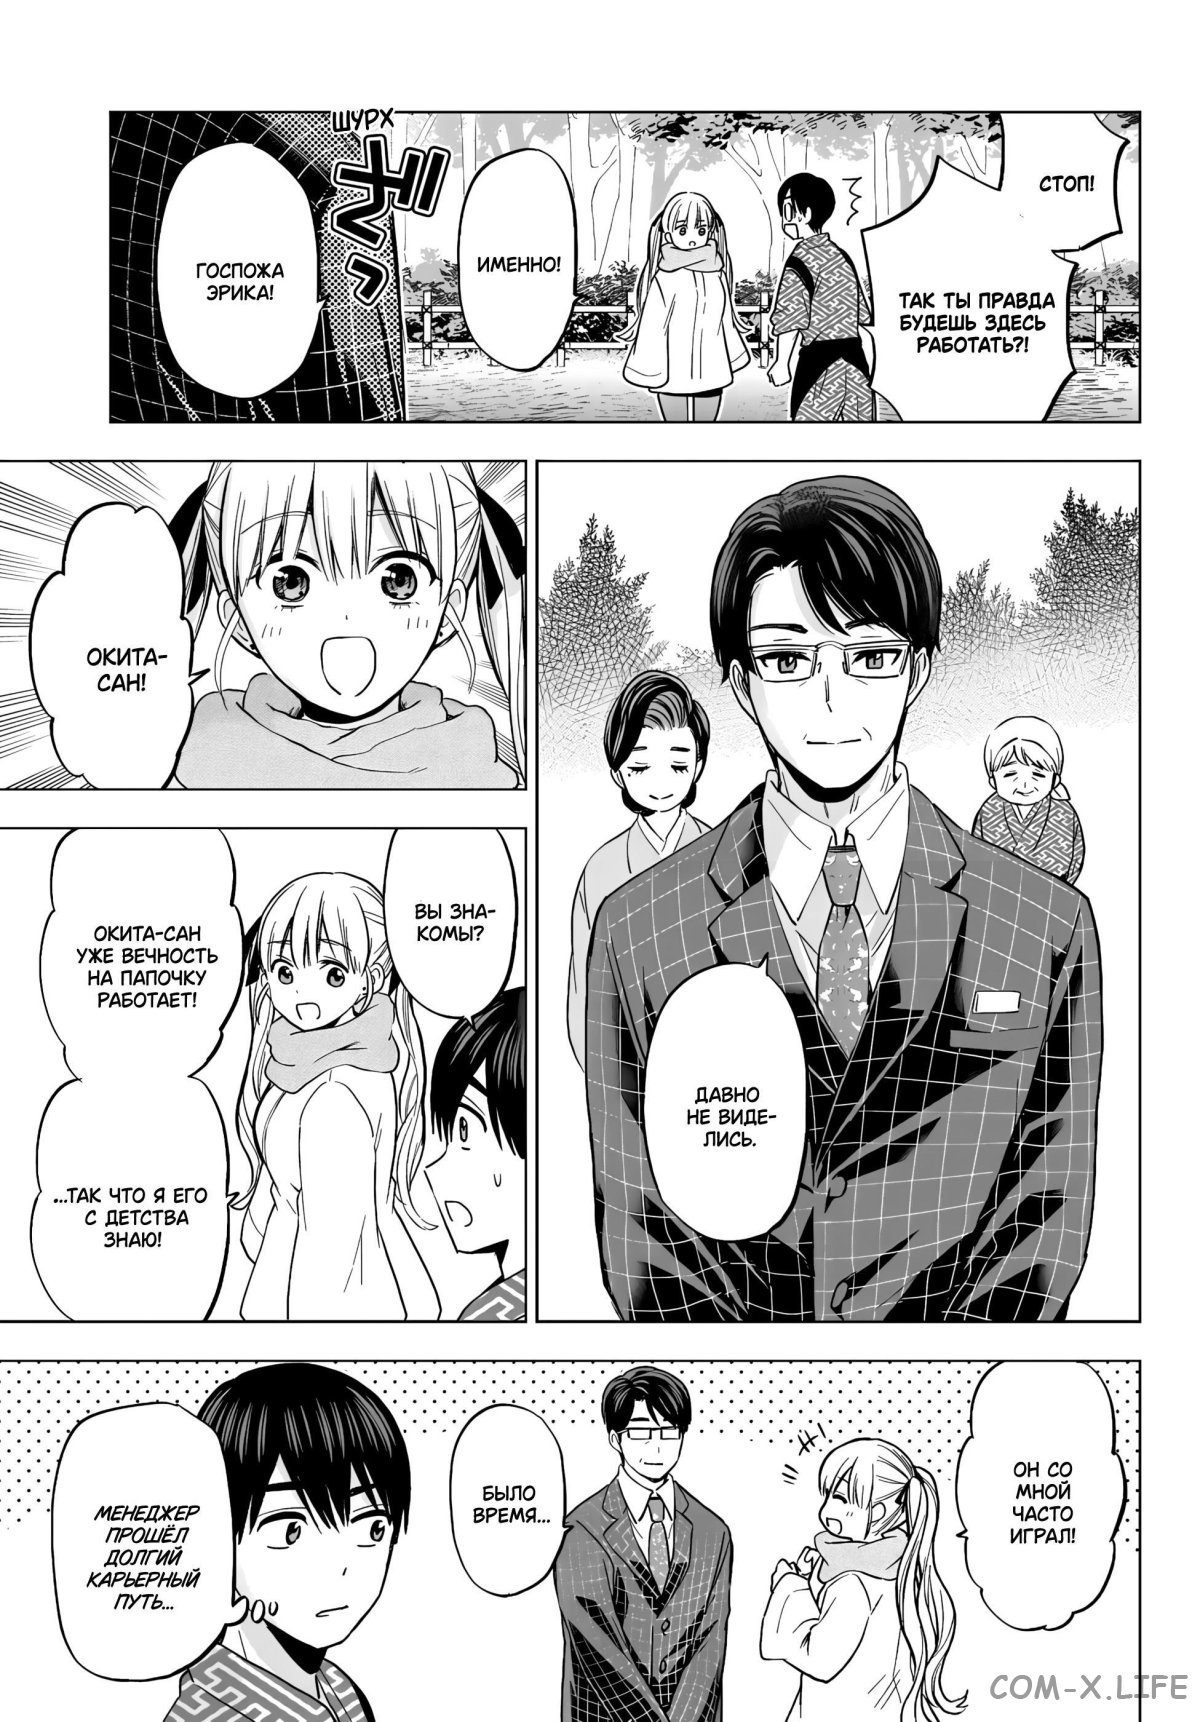 СТОП!
ТАК ТЫ ПРАВДА
БУДЕШЬ ЗДЕСЬ
РАБОТАТЬ?!
ИМЕННО!
ШУРХ
ザッ
ГОСПОЖА
ЭРИКА!
ДАВНО
НЕ ВИДЕ-
ЛИСЬ.
ОКИТА-
САН!
ВЫ ЗНА-
КОМЫ?
ОКИТА-САН
УЖЕ ВЕЧНОСТЬ
НА ПАПОЧКУ
РАБОТАЕТ!
...ТАК ЧТО Я ЕГО
С ДЕТСТВА
ЗНАЮ!
ОН СО
МНОЙ
ЧАСТО
ИГРАЛ!
БЫЛО
ВРЕМЯ...
МЕНЕДЖЕР
ПРОШЁЛ
ДОЛГИЙ
КАРЬЕРНЫЙ
ПУТЬ...
COM-X.LIFE